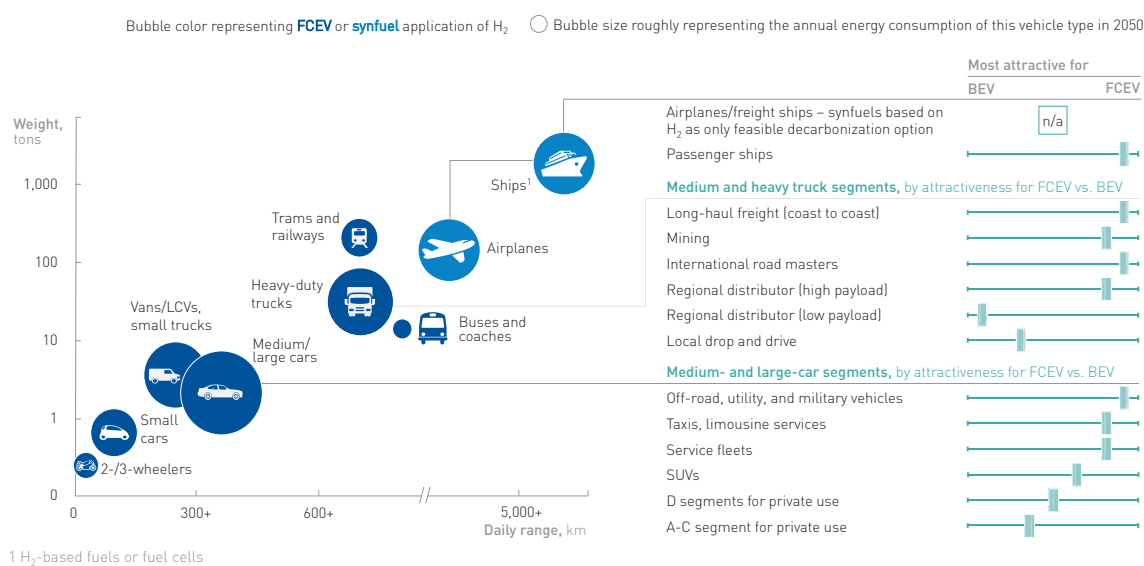 Bubble color representing FCEV or synfuel application of H₂
Bubble size roughly representing the annual energy consumption of this vehicle type in 2050
Weight,
tons
1,000
100
10
1
0
0
300+
600+
5,000+
Daily range, km
Ships¹
Airplanes
Trams and
railways
Heavy-duty
trucks
Buses and
coaches
Vans/LCVs,
small trucks
Medium/
large cars
Small
cars
2-/3-wheelers
Most attractive for
BEV
FCEV
Airplanes/freight ships – synfuels based on
H₂ as only feasible decarbonization option
n/a
Passenger ships
Medium and heavy truck segments, by attractiveness for FCEV vs. BEV
Long-haul freight (coast to coast)
Mining
International road masters
Regional distributor (high payload)
Regional distributor (low payload)
Local drop and drive
Medium- and large-car segments, by attractiveness for FCEV vs. BEV
Off-road, utility, and military vehicles
Taxis, limousine services
Service fleets
SUVs
D segments for private use
A-C segment for private use
1 H₂-based fuels or fuel cells